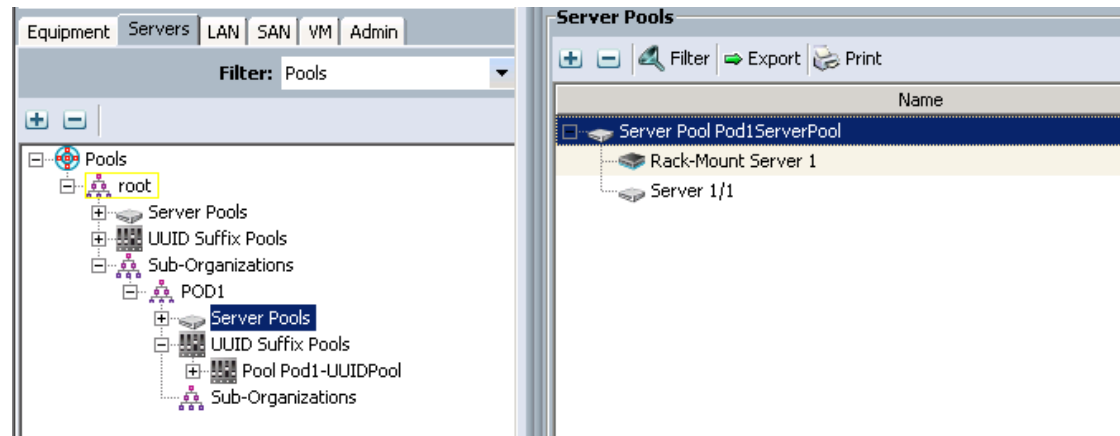 Equipment Servers LAN SAN VM Admin
Filter: Pools
Pools
root
Server Pools
UUID Suffix Pools
Sub-Organizations
POD1
Server Pools
UUID Suffix Pools
Pool Pod1-UUIDPool
Sub-Organizations
Server Pools
Filter Export Print
Name
Server Pool Pod1ServerPool
Rack-Mount Server 1
Server 1/1